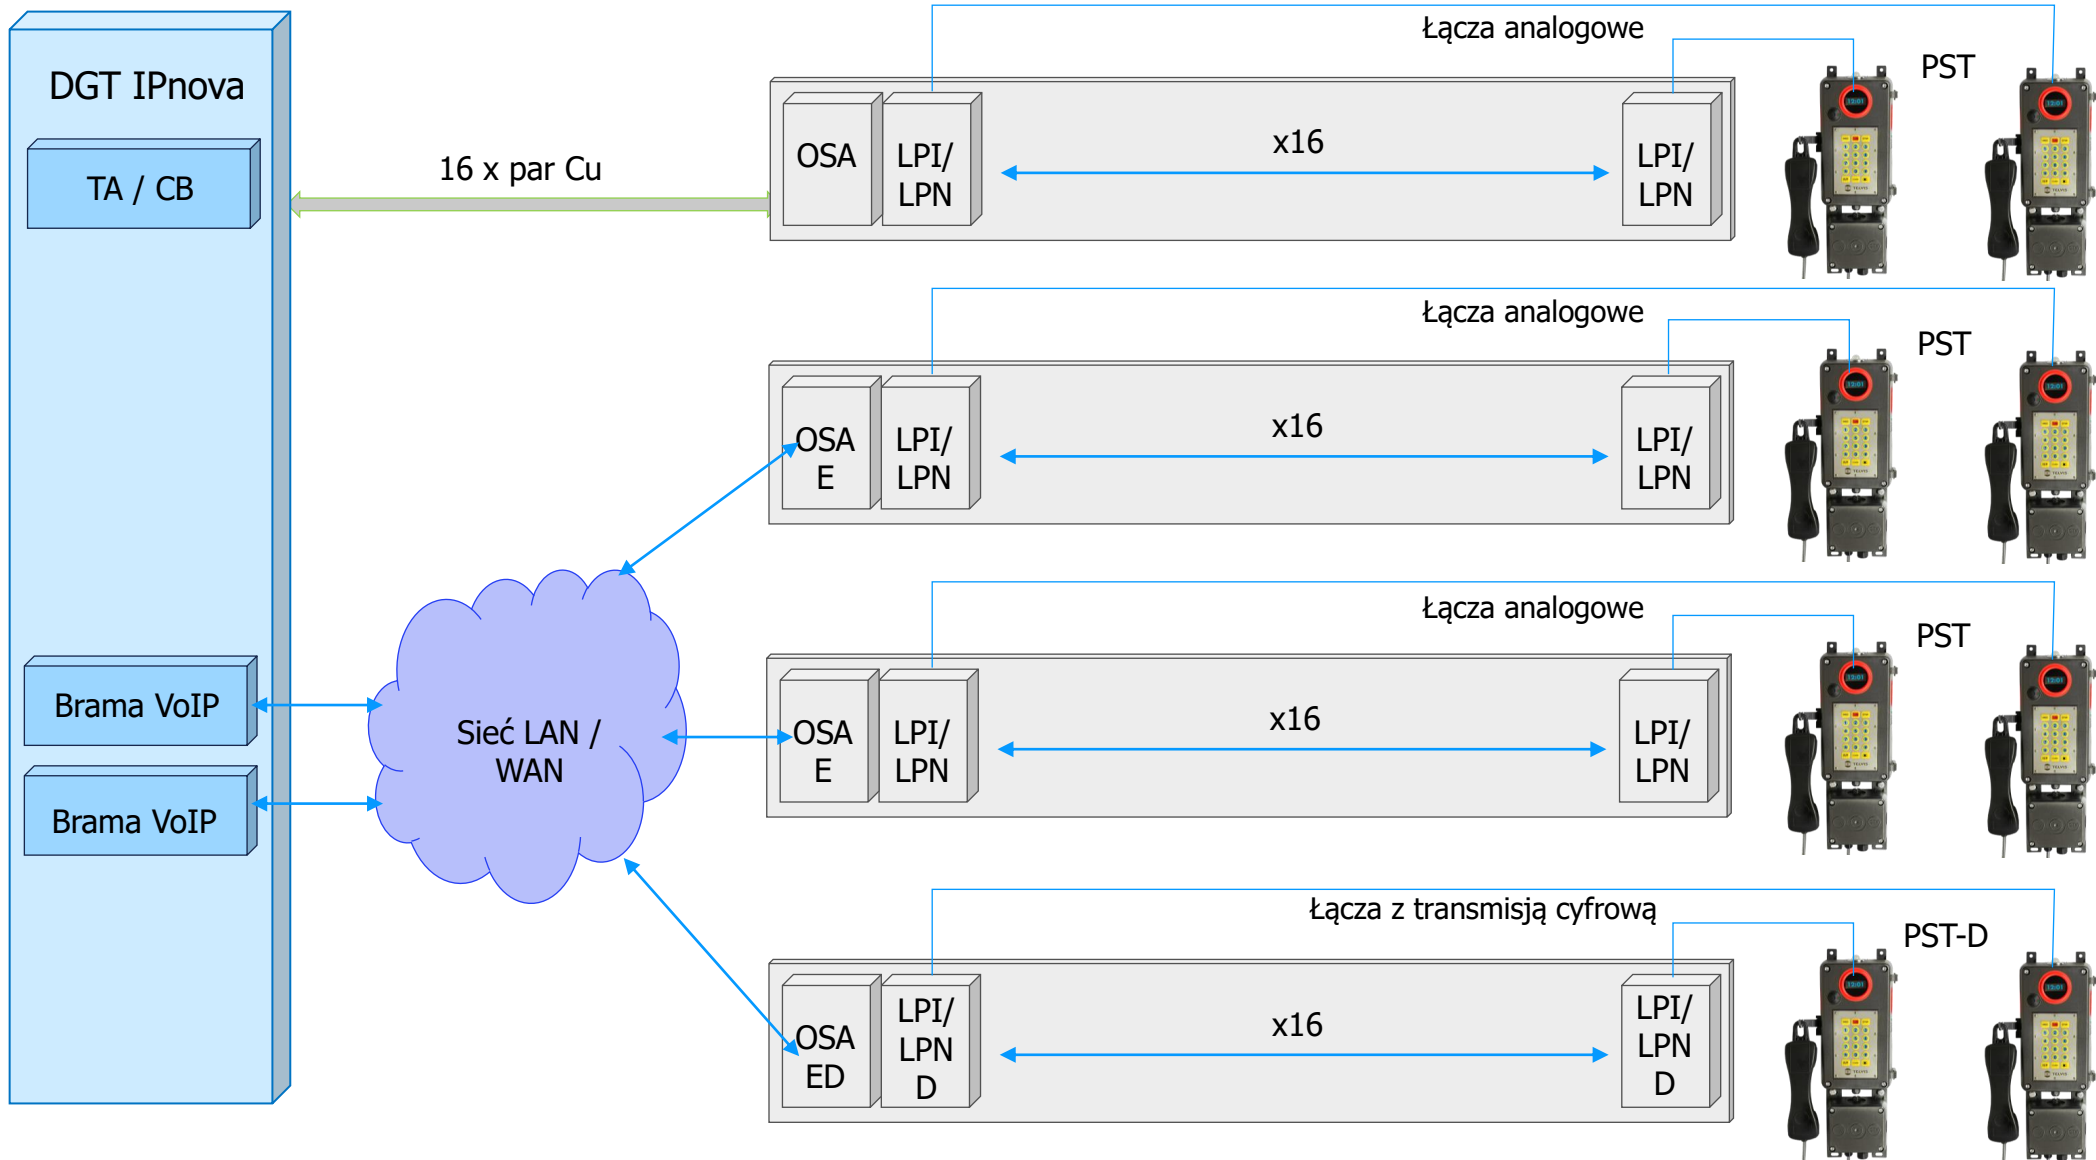 DGT IPnova
TA / CB
16 x par Cu
Łącza analogowe
OSA
LPI/
LPN
x16
LPI/
LPN
PST
Łącza analogowe
OSA
E
LPI/
LPN
x16
LPI/
LPN
PST
Brama VoIP
Brama VoIP
Sieć LAN /
WAN
Łącza analogowe
OSA
E
LPI/
LPN
x16
LPI/
LPN
PST
Łącza z transmisją cyfrową
OSA
ED
LPI/
LPN
D
x16
LPI/
LPN
D
PST-D